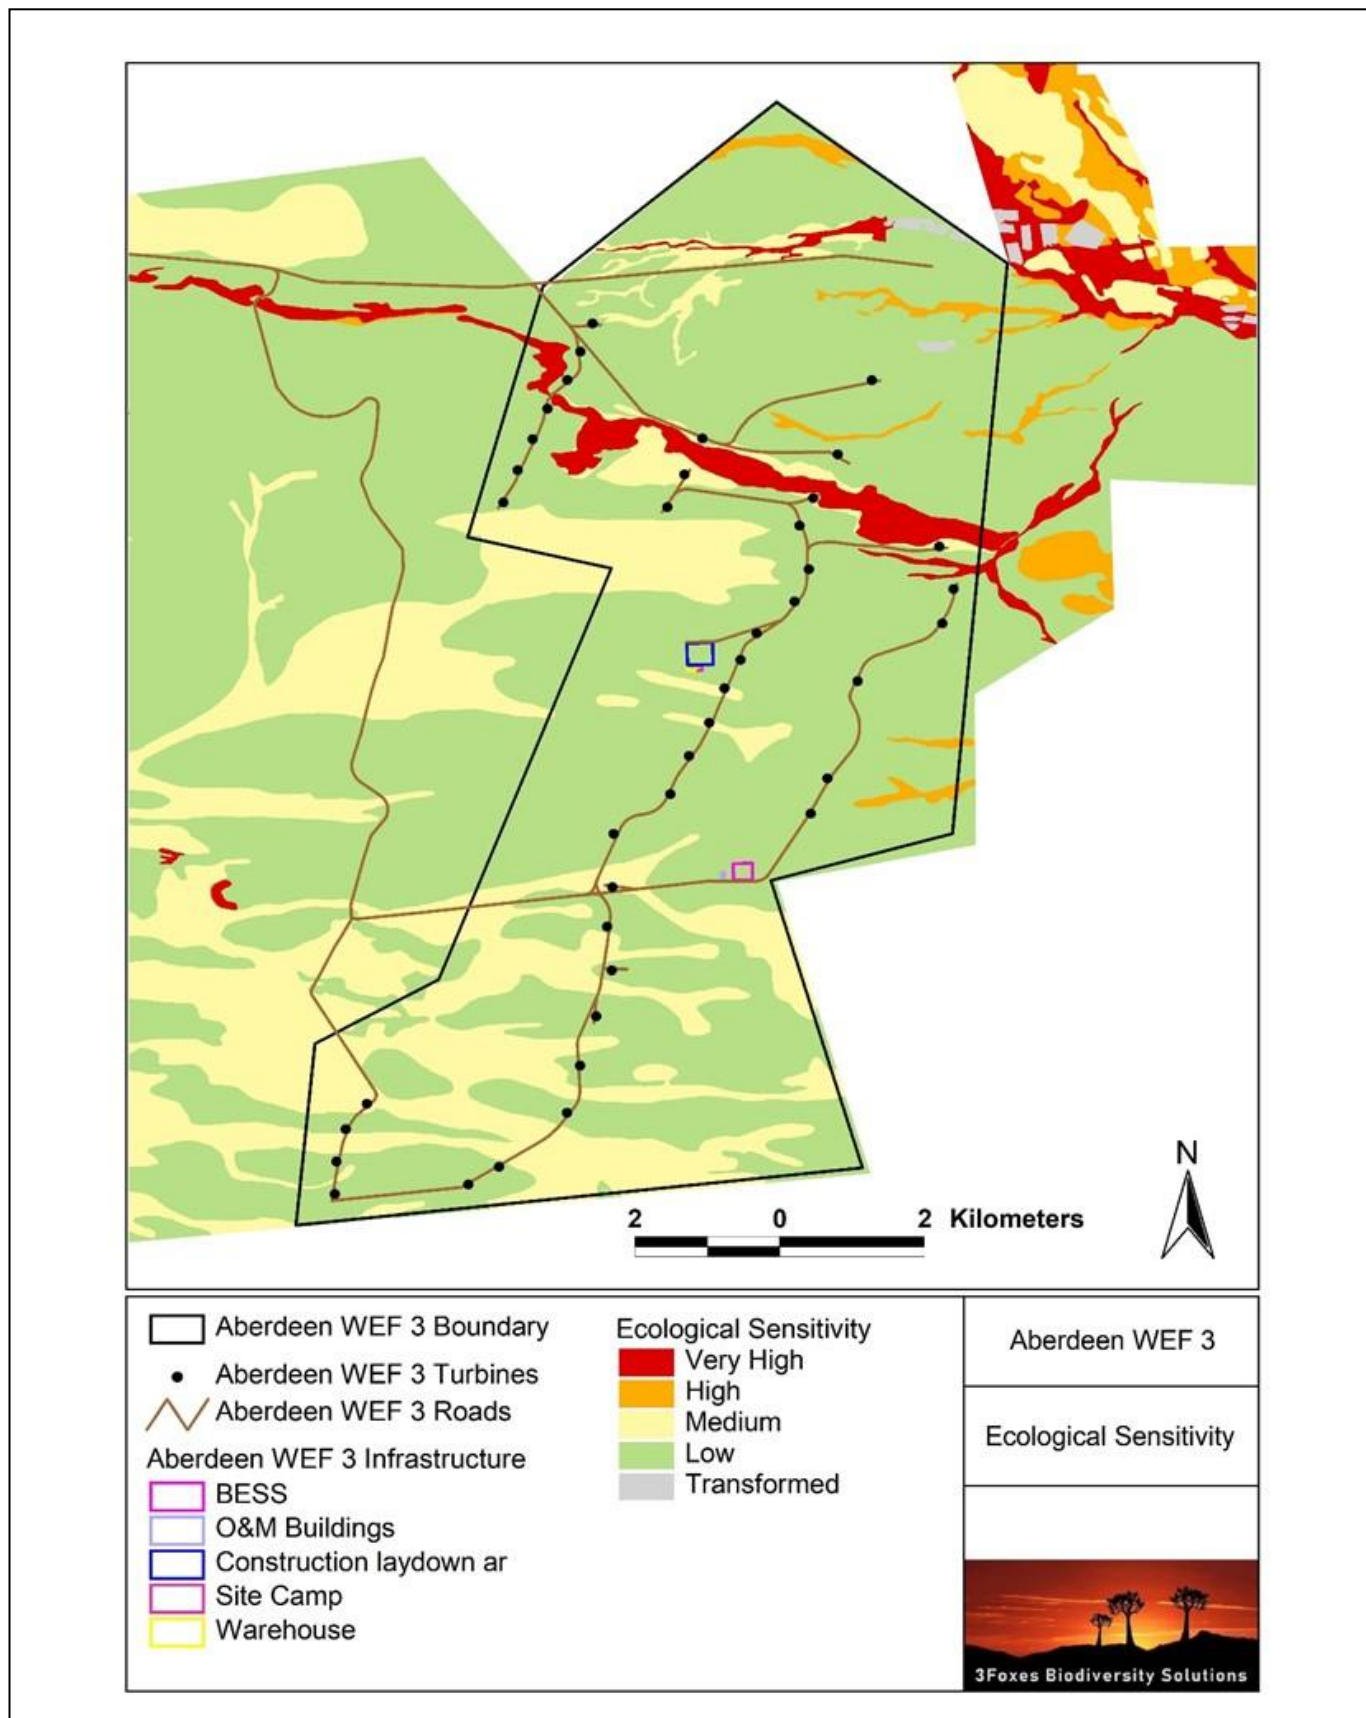 N
2 0 2 Kilometers
Aberdeen WEF 3 Boundary
Aberdeen WEF 3 Turbines
Aberdeen WEF 3 Roads
Aberdeen WEF 3 Infrastructure
BESS
O&M Buildings
Construction laydown ar
Site Camp
Warehouse
Ecological Sensitivity
Very High
High
Medium
Low
Transformed
Aberdeen WEF 3
Ecological Sensitivity
3Foxes Biodiversity Solutions